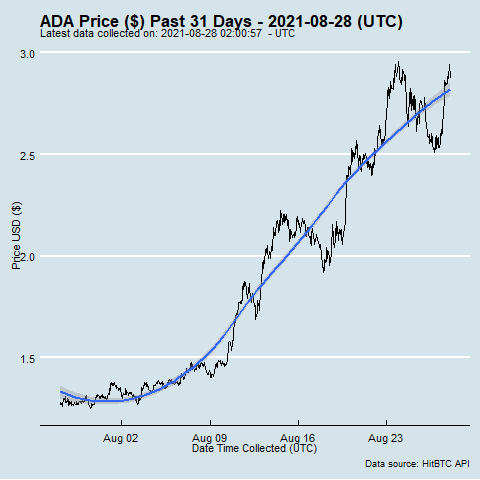 ADA Price ($) Past 31 Days - 2021-08-28 (UTC)
Latest data collected on: 2021-08-28 02:00:57 - UTC
3.0
2.5
2.0
1.5
Price USD ($)
Aug 02 Aug 09 Aug 16 Aug 23
Date Time Collected (UTC)
Data source: HitBTC API